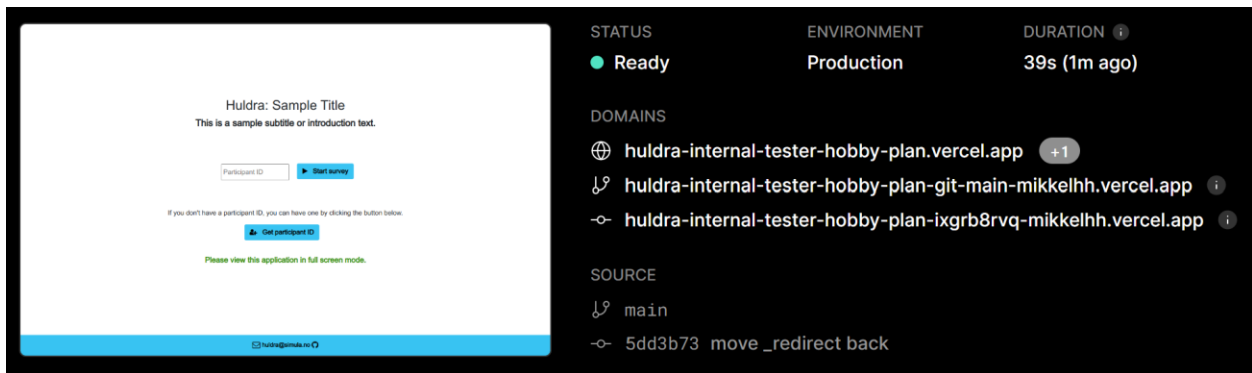 Huldra: Sample Title
This is a sample subtitle or introduction text.
Participant ID
Start survey
If you don't have a participant ID, you can have one by clicking the button below.
Get participant ID
Please view this application in full screen mode.
huldra@simula.no
STATUS ENVIRONMENT DURATION
Ready Production 39s (1m ago)
DOMAINS
huldra-internal-tester-hobby-plan.vercel.app +1
huldra-internal-tester-hobby-plan-git-main-mikkelhh.vercel.app
huldra-internal-tester-hobby-plan-ixgrb8rvq-mikkelhh.vercel.app
SOURCE
main
5dd3b73 move _redirect back